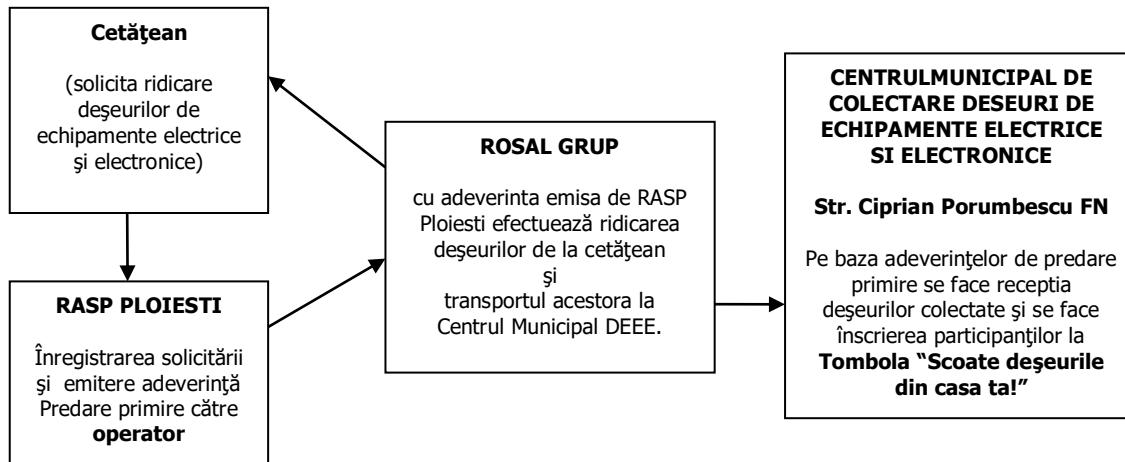 Cetăţean
(solicita ridicare
deşeurilor de
echipamente electrice
şi electronice)
RASP PLOIESTI
Înregistrarea solicitării
şi emitere adeverinţă
Predare primire către
operator
ROSAL GRUP
cu adeverinta emisa de RASP
Ploiesti efectuează ridicarea
deşeurilor de la cetăţean
şi
transportul acestora la
Centrul Municipal DEEE.
CENTRULMUNICIPAL DE
COLECTARE DESEURI DE
ECHIPAMENTE ELECTRICE
SI ELECTRONICE
Str. Ciprian Porumbescu FN
Pe baza adeverinţelor de predare
primire se face receptia
deşeurilor colectate şi se face
înscrierea participanţilor la
Tombola “Scoate deşeurile
din casa ta!”